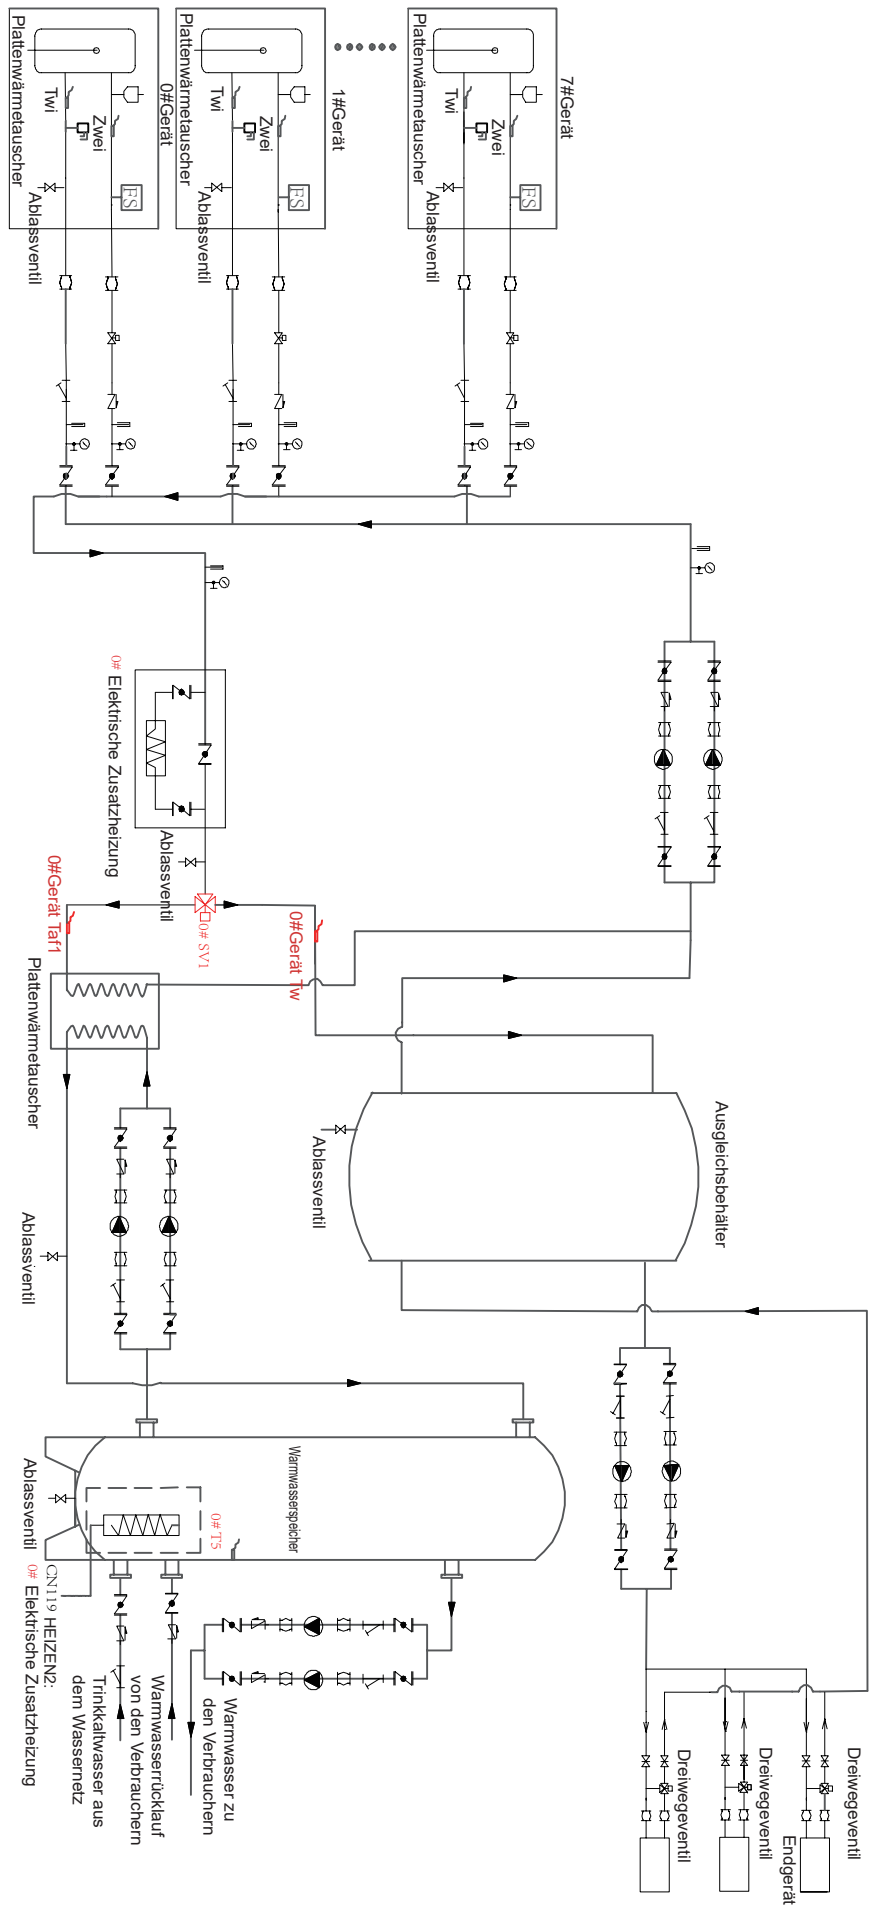 Plattenwärmetauscher
Twi
Zwei
FS
Ablassventil
0#Gerät
Plattenwärmetauscher
Twi
Zwei
FS
Ablassventil
1#Gerät
Plattenwärmetauscher
Twi
Zwei
FS
Ablassventil
7#Gerät
0# Elektrische Zusatzheizung
Ablassventil
0# SV1
0#Gerät Taf1
0#Gerät Tw
Plattenwärmetauscher
Ablassventil
Ausgleichsbehälter
Ablassventil
Warmwasserspeicher
0# T5
Ablassventil
CN119 HEIZEN2:
0# Elektrische Zusatzheizung
Trinkkaltwasser aus
dem Wassernetz
Warmwasserrücklauf
von den Verbrauchern
Warmwasser zu
den Verbrauchern
Dreiwegeventil
Dreiwegeventil
Dreiwegeventil
Endgerät